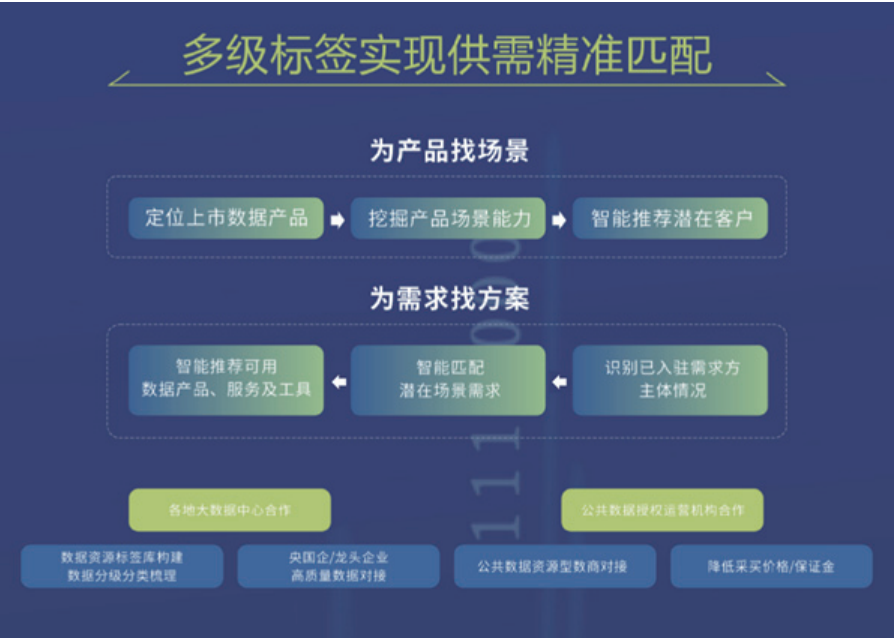 多级标签实现供需精准匹配
为产品找场景
定位上市数据产品
挖掘产品场景能力
智能推荐潜在客户
为需求找方案
智能推荐可用
数据产品、服务及工具
智能匹配
潜在场景需求
识别已入驻需求方
主体情况
各地大数据中心合作
公共数据授权运营机构合作
数据资源标签库构建
数据分级分类梳理
央国企/龙头企业
高质量数据对接
公共数据资源型数商对接
降低采买价格/保证金